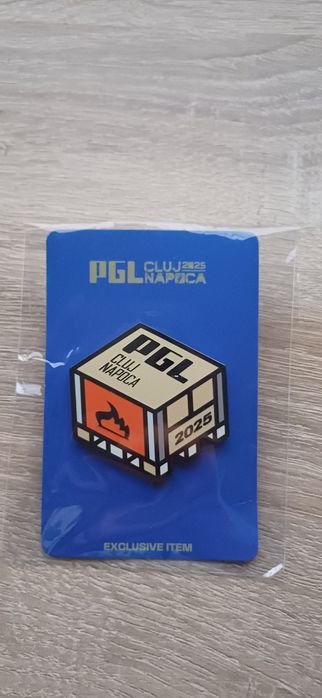 PGL CLUJ 2025
NAPOCA
PGL
CLUJ
NAPOCA
2025
EXCLUSIVE ITEM